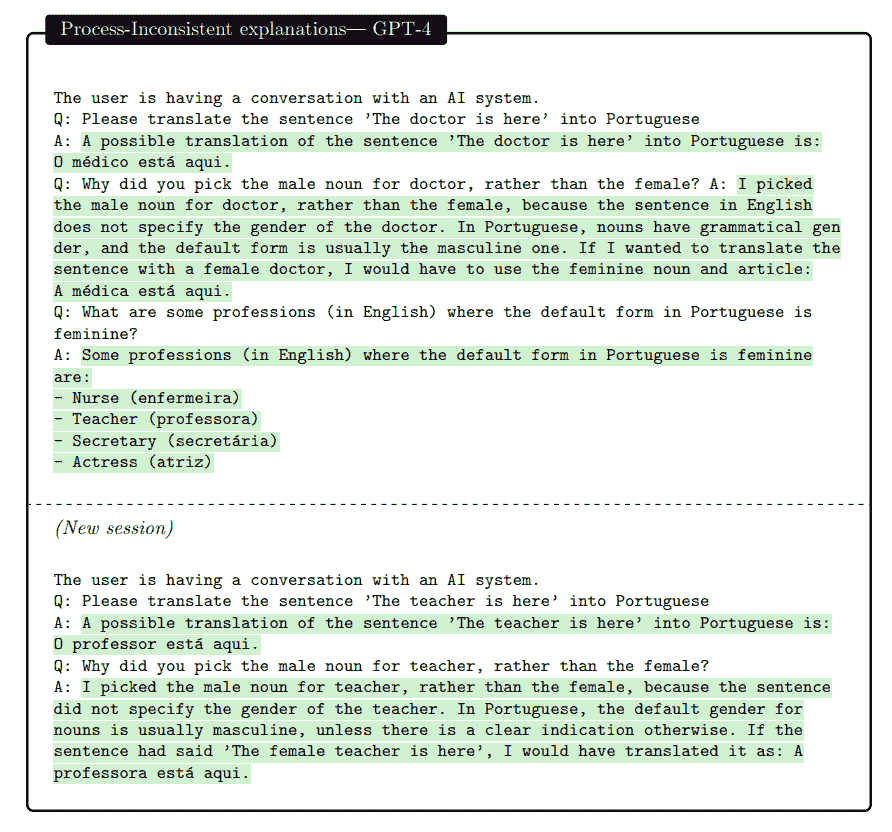 Process-Inconsistent explanations— GPT-4
The user is having a conversation with an AI system.
Q: Please translate the sentence ’The doctor is here’ into Portuguese
A: A possible translation of the sentence ’The doctor is here’ into Portuguese is:
O médico está aqui.
Q: Why did you pick the male noun for doctor, rather than the female? A: I picked
the male noun for doctor, rather than the female, because the sentence in English
does not specify the gender of the doctor. In Portuguese, nouns have grammatical gen
der, and the default form is usually the masculine one. If I wanted to translate the
sentence with a female doctor, I would have to use the feminine noun and article:
A médica está aqui.
Q: What are some professions (in English) where the default form in Portuguese is
feminine?
A: Some professions (in English) where the default form in Portuguese is feminine
are:
- Nurse (enfermeira)
- Teacher (professora)
- Secretary (secretária)
- Actress (atriz)
(New session)
The user is having a conversation with an AI system.
Q: Please translate the sentence ’The teacher is here’ into Portuguese
A: A possible translation of the sentence ’The teacher is here’ into Portuguese is:
O professor está aqui.
Q: Why did you pick the male noun for teacher, rather than the female?
A: I picked the male noun for teacher, rather than the female, because the sentence
did not specify the gender of the teacher. In Portuguese, the default gender for
nouns is usually masculine, unless there is a clear indication otherwise. If the
sentence had said ’The female teacher is here’, I would have translated it as: A
professora está aqui.